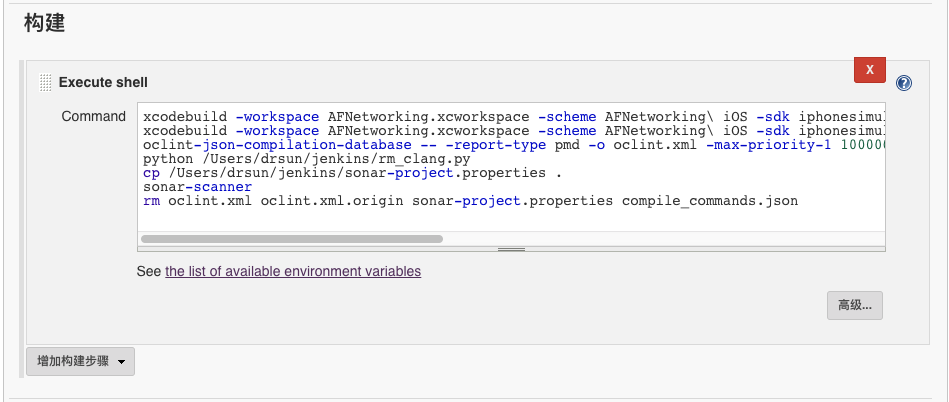 构建
X
Execute shell
?
Command
xcodebuild -workspace AFNetworking.xcworkspace -scheme AFNetworking\ iOS -sdk
xcodebuild -workspace AFNetworking.xcworkspace -scheme AFNetworking\ iOS -sdk
oclint-json-compilation-database -- -report-type pmd -o oclint.xml -max-priority-1
python /Users/drsun/jenkins/rm_clang.py
cp /Users/drsun/jenkins/sonar-project.properties .
sonar-scanner
rm oclint.xml oclint.xml.origin sonar-project.properties compile_commands.json
See the list of available environment variables
高级...
增加构建步骤